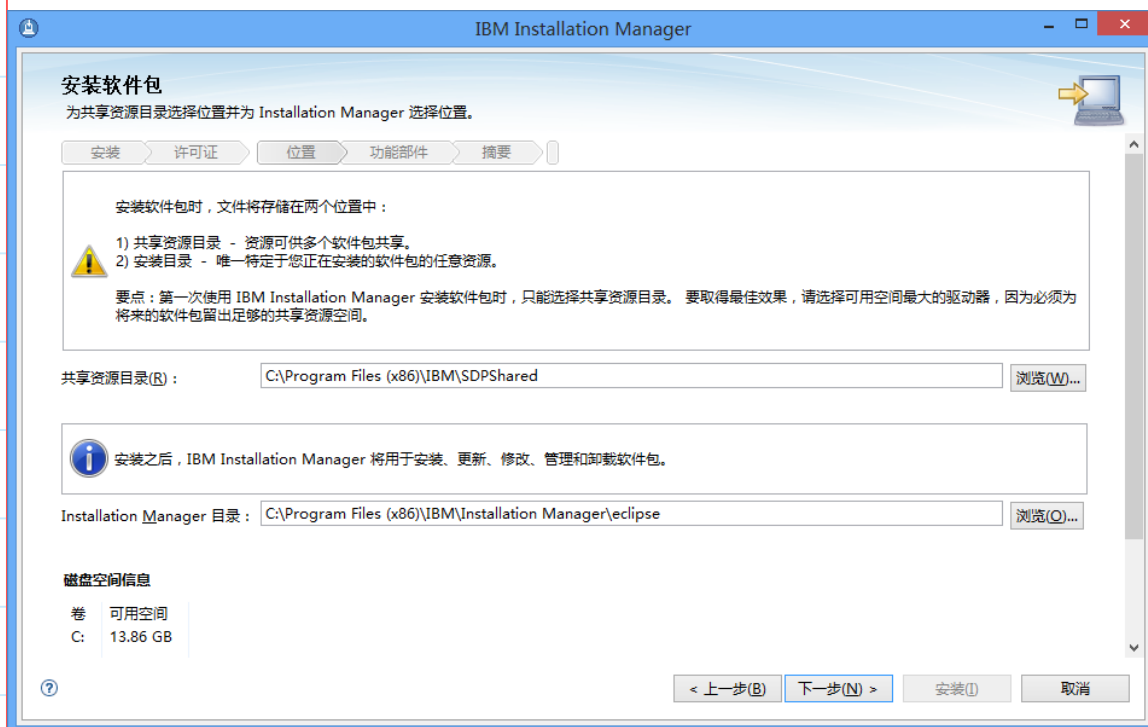 IBM Installation Manager
安装软件包
为共享资源目录选择位置并为 Installation Manager 选择位置。
安装 许可证 位置 功能部件 摘要
安装软件包时，文件将存储在两个位置中：
1) 共享资源目录 - 资源可供多个软件包共享。
2) 安装目录 - 唯一特定于您正在安装的软件包的任意资源。
要点：第一次使用 IBM Installation Manager 安装软件包时，只能选择共享资源目录。 要取得最佳效果，请选择可用空间最大的驱动器，因为必须为
将来的软件包留出足够的共享资源空间。
共享资源目录(R)： C:\Program Files (x86)\IBM\SDPShared 浏览(W)...
安装之后，IBM Installation Manager 将用于安装、更新、修改、管理和卸载软件包。
Installation Manager 目录： C:\Program Files (x86)\IBM\Installation Manager\eclipse 浏览(O)...
磁盘空间信息
卷 可用空间
C: 13.86 GB
? < 上一步(B) 下一步(N) > 安装(I) 取消